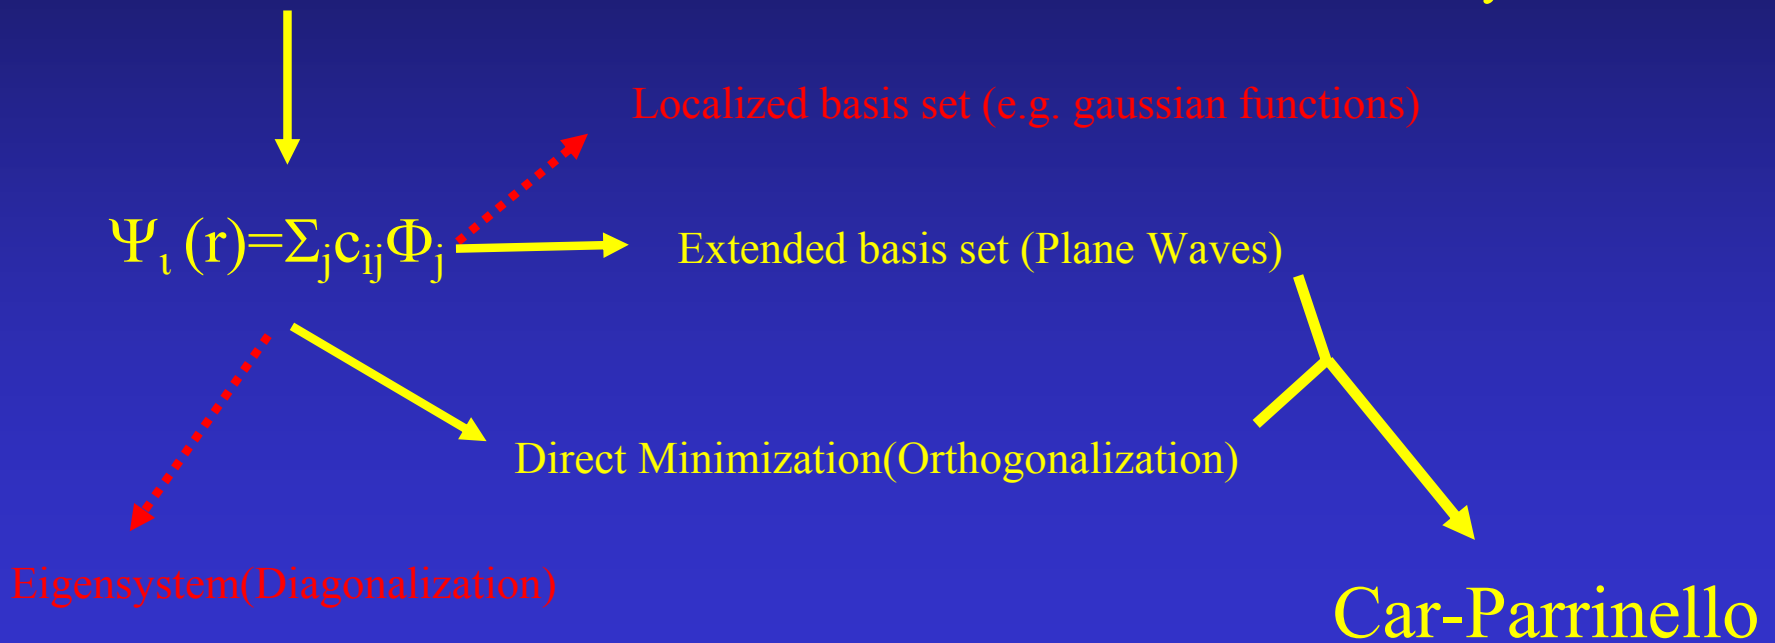 Localized basis set (e.g. gaussian functions)
Ψι (r)=ΣjcijΦj
Extended basis set (Plane Waves)
Direct Minimization(Orthogonalization)
Eigensystem(Diagonalization)
Car-Parrinello